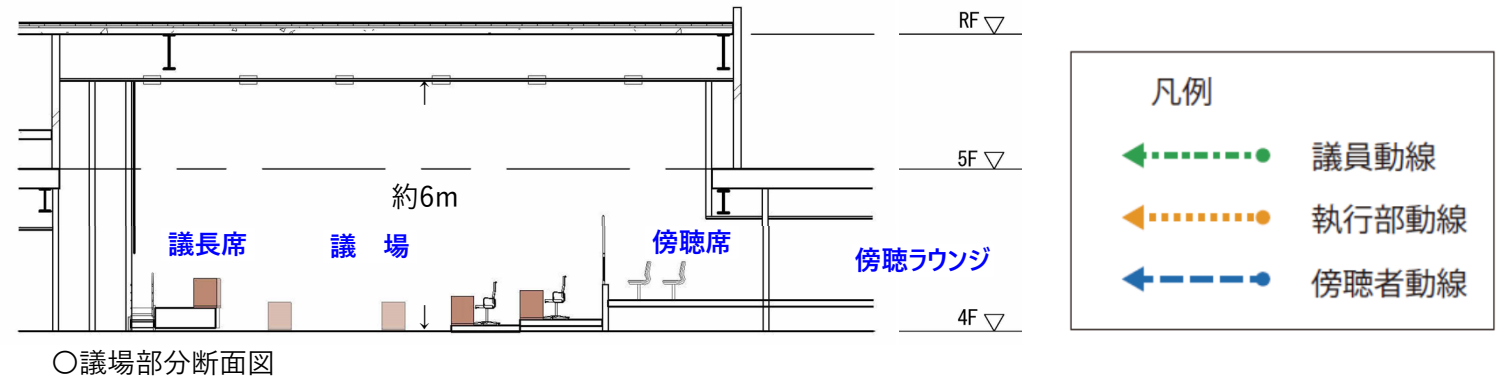 RF
5F
約6m
議長席
議 場
傍聴席
傍聴ラウンジ
4F
〇議場部分断面図
凡例
議員動線
執行部動線
傍聴者動線